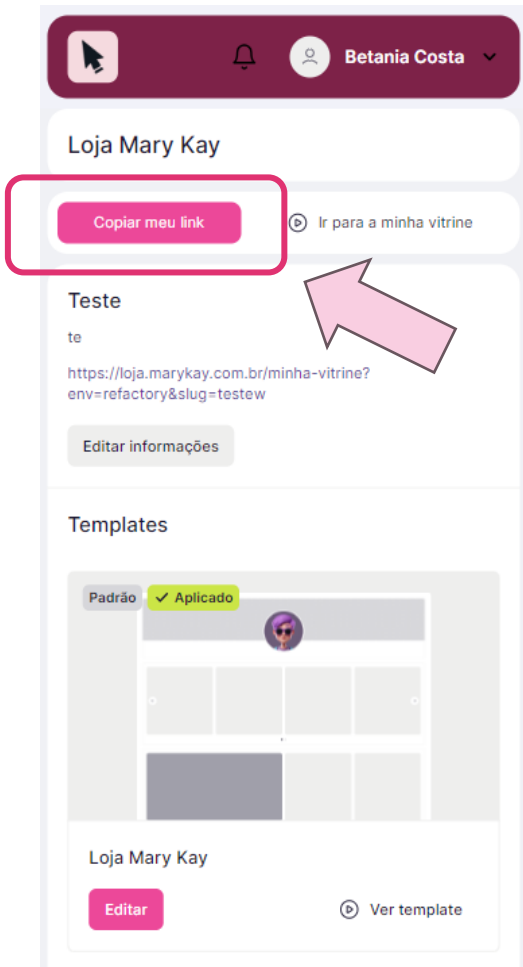 Betania Costa
Loja Mary Kay
Copiar meu link
Ir para a minha vitrine
Teste
te
https://loja.marykay.com.br/minha-vitrine?
env=refactory&slug=testew
Editar informações
Templates
Padrão
Aplicado
Loja Mary Kay
Editar
Ver template